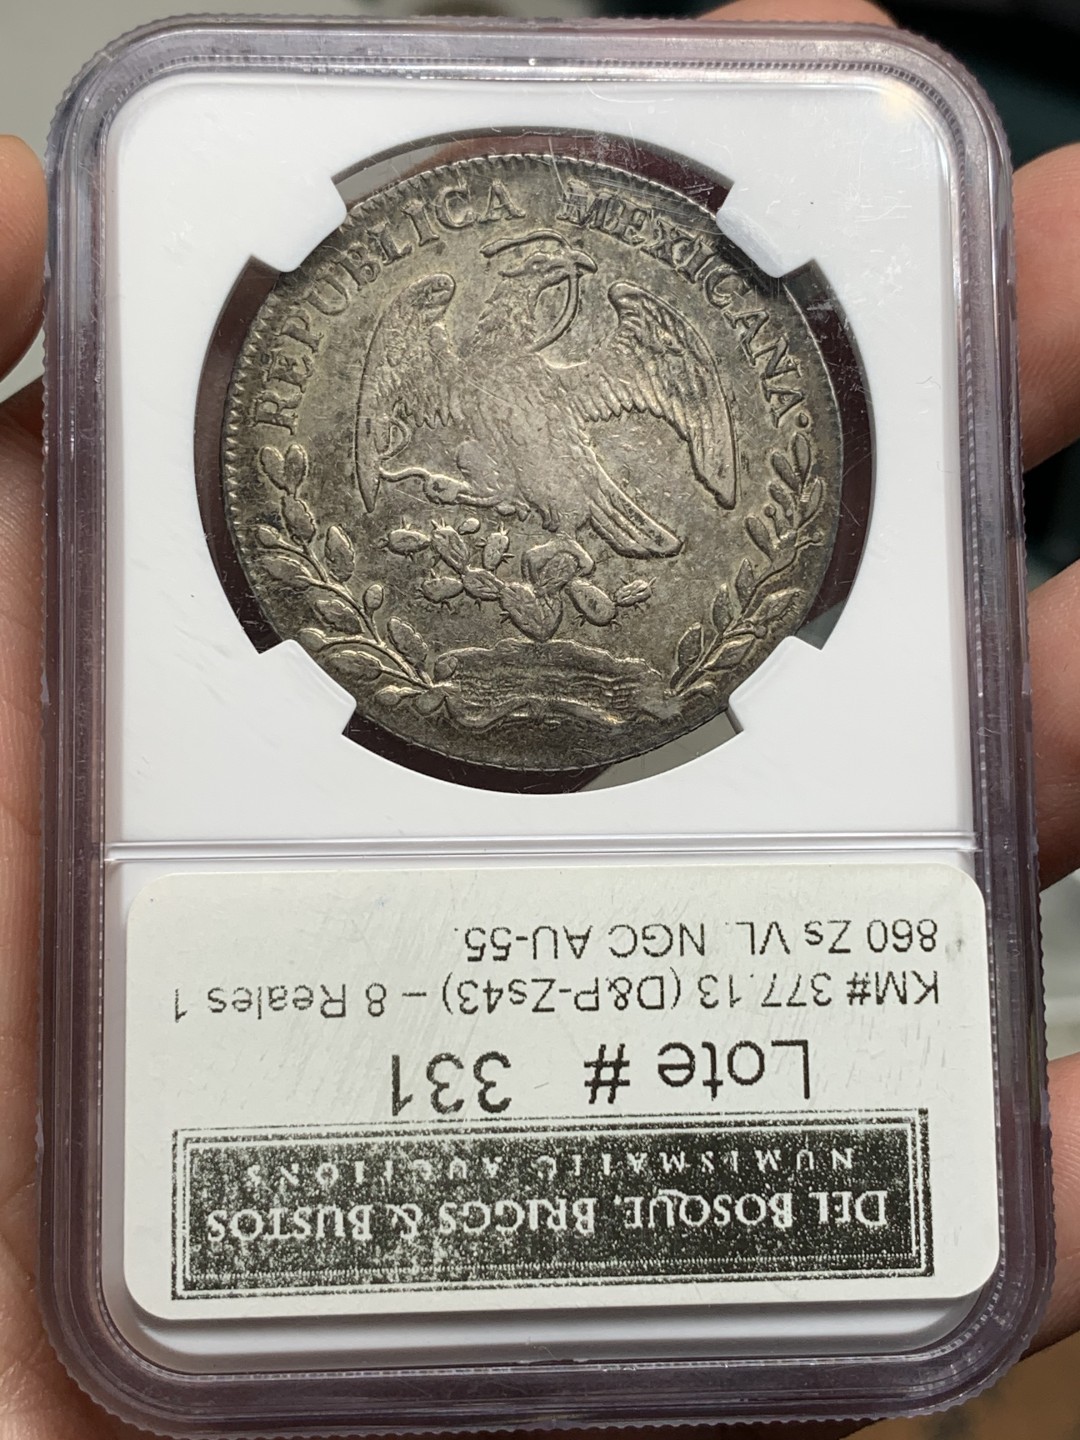 REPUBLICA MEXICANA.
DEL BOSQUE, BRIGGS & BUSTOS
NUMISMATIC AUCTIONS
Lote # 331
KM# 377.13 (D&P-Zs43) – 8 Reales 1
860 Zs VL. NGC AU-55.